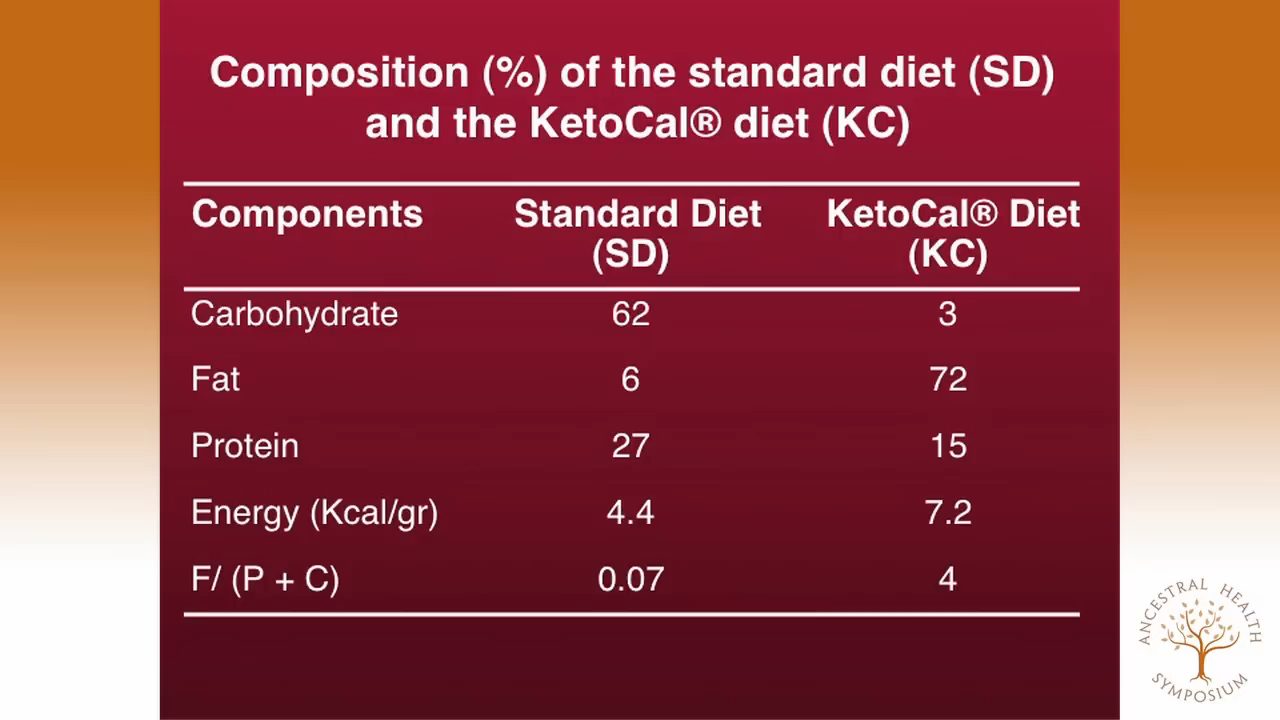 Composition (%) of the standard diet (SD)
and the KetoCal® diet (KC)
Components Standard Diet (SD) KetoCal® Diet (KC)
Carbohydrate 62 3
Fat 6 72
Protein 27 15
Energy (Kcal/gr) 4.4 7.2
F/ (P + C) 0.07 4
ANCESTRAL HEALTH
SYMPOSIUM